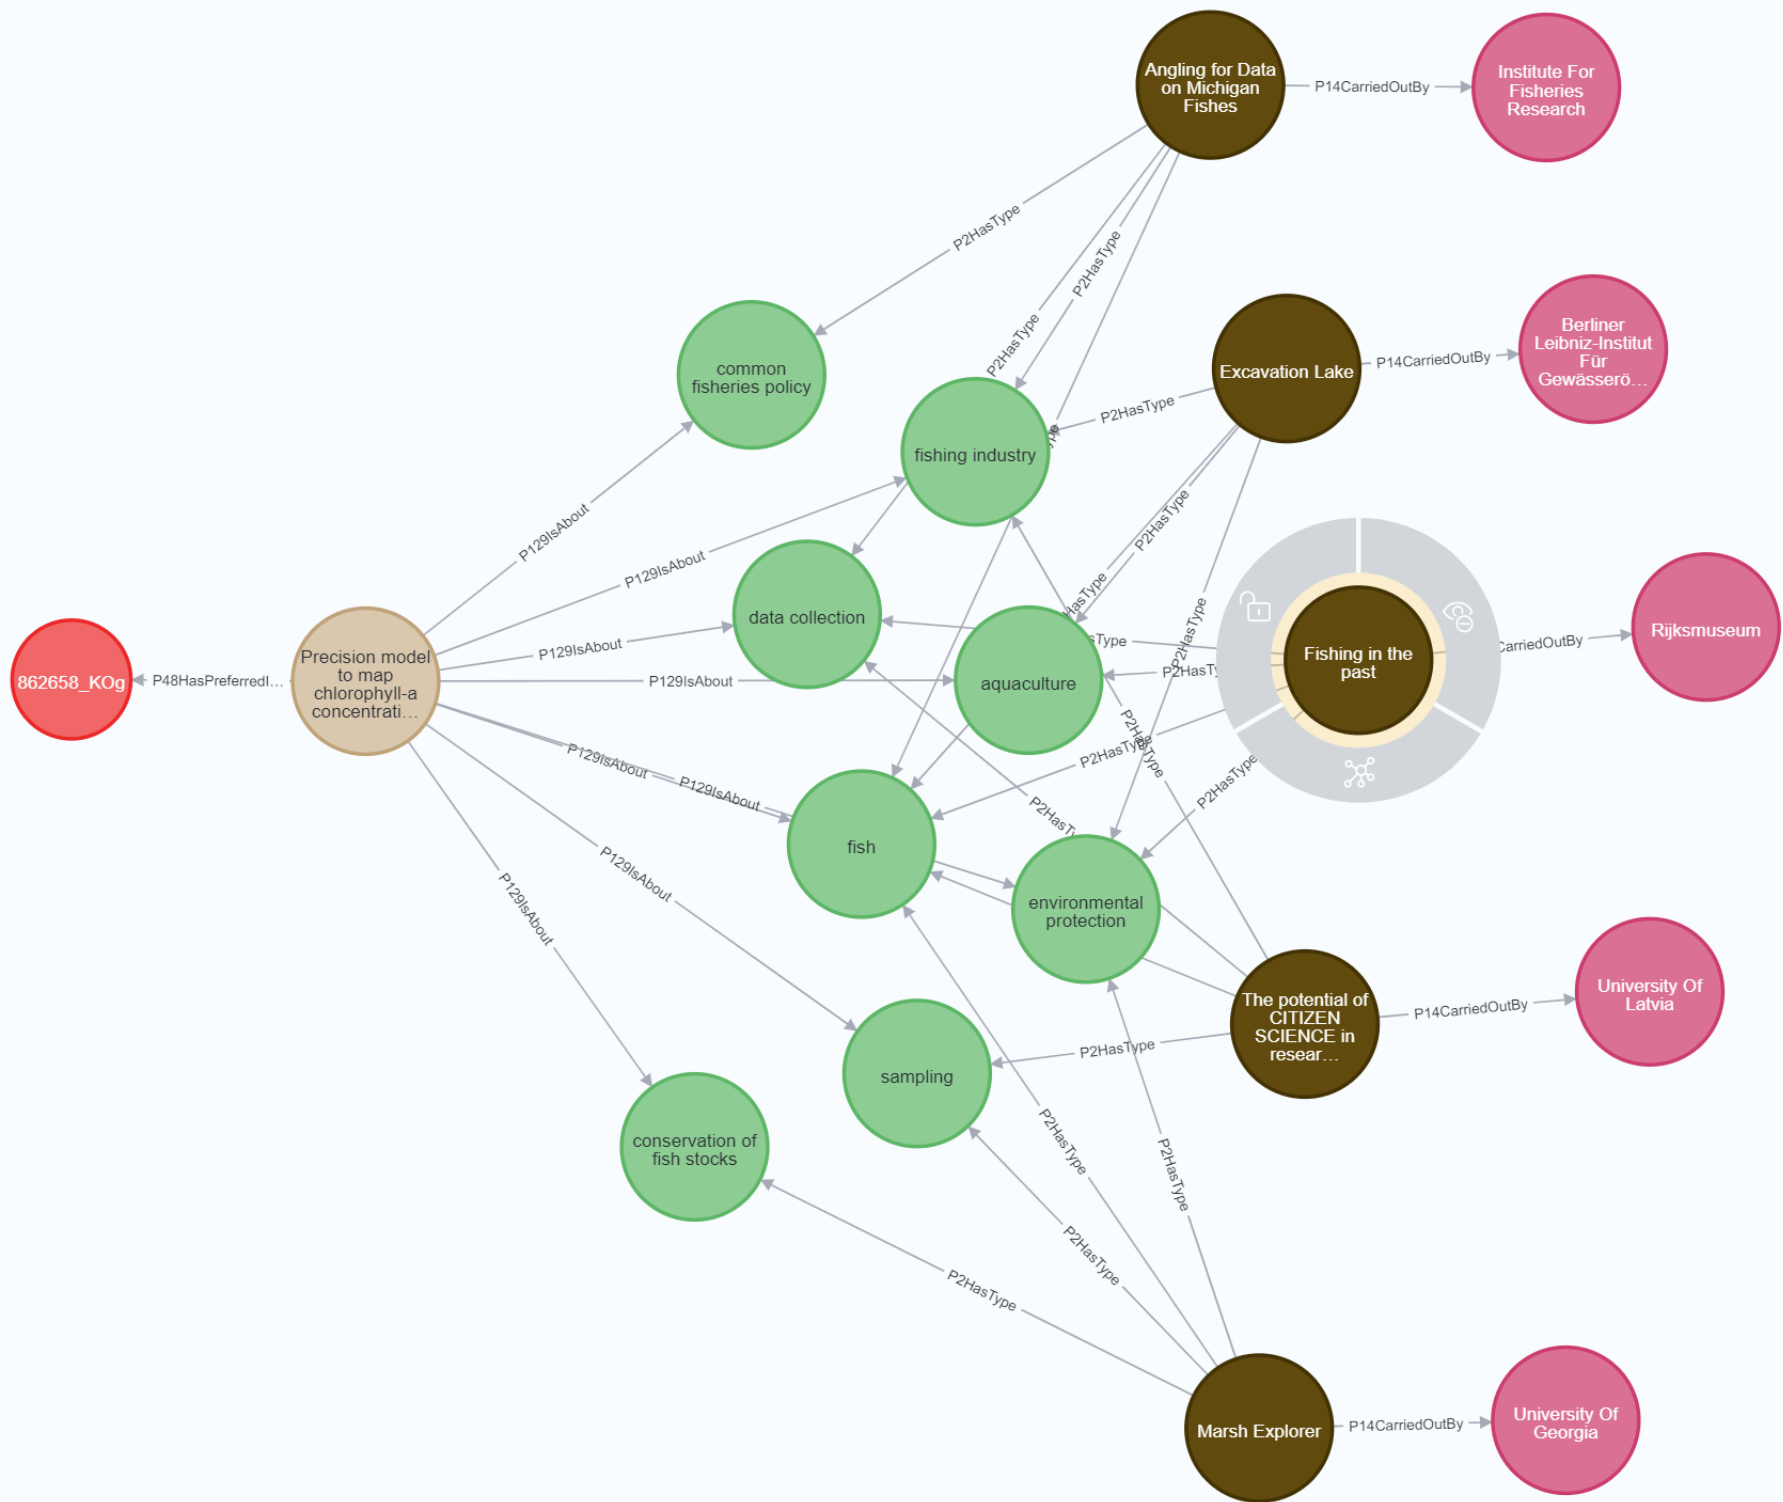 Angling for Data
on Michigan
Fishes
P14CarriedOutBy
Institute For
Fisheries
Research
P2HasType
P2HasType
P2HasType
common
fisheries policy
fishing industry
P2HasType
Excavation Lake
P14CarriedOutBy
Berliner
Leibniz-Institut
Für
Gewässerö…
P129IsAbout
P129IsAbout
P2HasType
data collection
P129IsAbout
HasType
sType
P2HasType
Fishing in the
past
CarriedOutBy
Rijksmuseum
862658_KOg
P48HasPreferredI…
Precision model
to map
chlorophyll-a
concentrati…
P129IsAbout
aquaculture
P2HasTy
P129IsAbout
P129IsAbout
P2HasType
P2HasType
P2HasType
P2HasTy
fish
P129IsAbout
P129IsAbout
environmental
protection
The potential of
CITIZEN
SCIENCE in
resear…
P14CarriedOutBy
University Of
Latvia
P2HasType
sampling
conservation of
fish stocks
P2HasType
P2HasType
P2HasType
P2HasType
Marsh Explorer
P14CarriedOutBy
University Of
Georgia